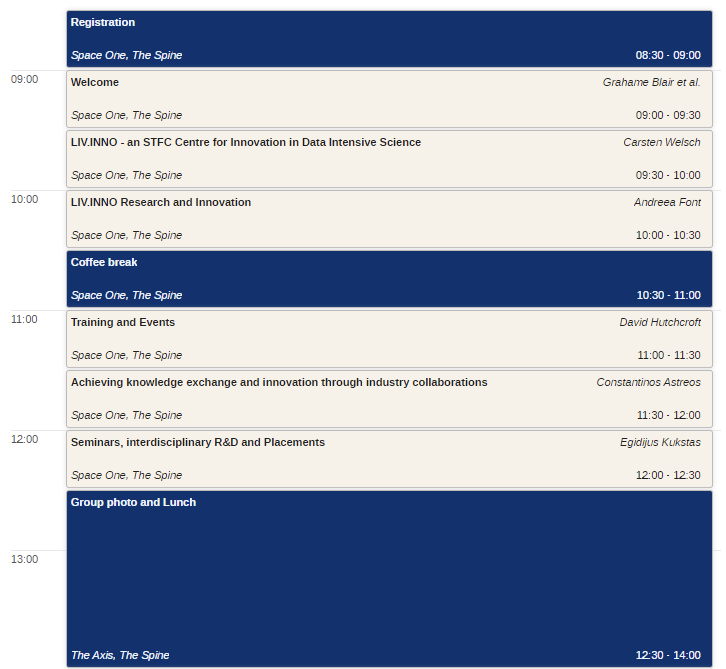 Registration
Space One, The Spine 08:30 - 09:00
09:00
Welcome Grahame Blair et al.
Space One, The Spine 09:00 - 09:30
LIV.INNO - an STFC Centre for Innovation in Data Intensive Science Carsten Welsch
Space One, The Spine 09:30 - 10:00
10:00
LIV.INNO Research and Innovation Andreea Font
Space One, The Spine 10:00 - 10:30
Coffee break
Space One, The Spine 10:30 - 11:00
11:00
Training and Events David Hutchcroft
Space One, The Spine 11:00 - 11:30
Achieving knowledge exchange and innovation through industry collaborations Constantinos Astreos
Space One, The Spine 11:30 - 12:00
12:00
Seminars, interdisciplinary R&D and Placements Egidijus Kukstas
Space One, The Spine 12:00 - 12:30
Group photo and Lunch
13:00
The Axis, The Spine 12:30 - 14:00